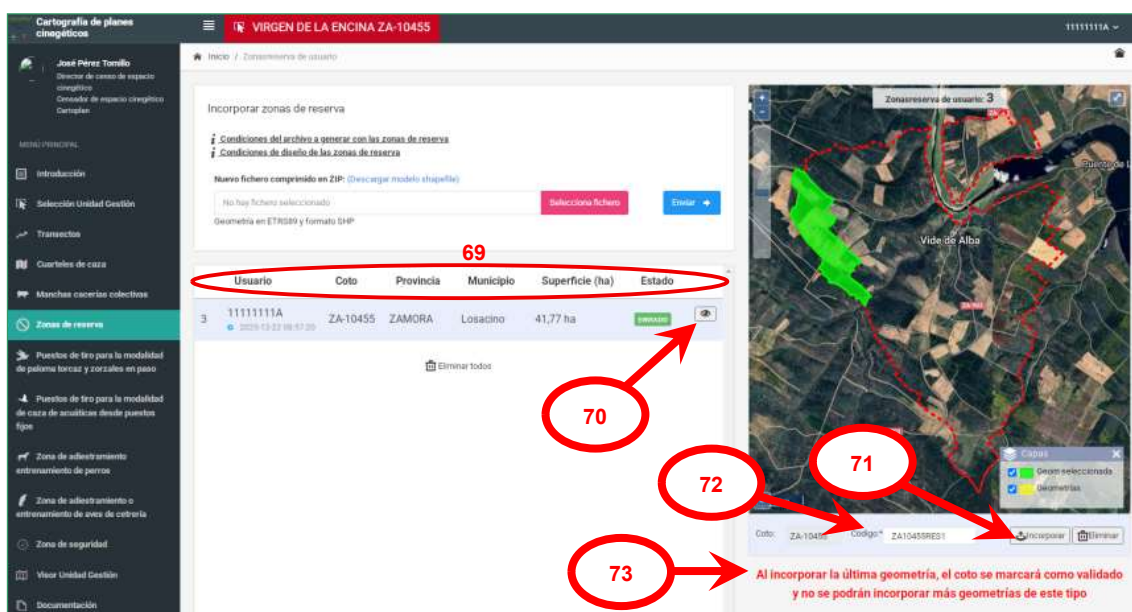 Cartografía de planes
cinegéticos
VIRGEN DE LA ENCINA ZA-10455
11111111A
José Pérez Tomillo
Director de censo de espacio
cinegético
Censador de espacio cinegético
Cartoplan
Inicio / Zonasreserva de usuario
MENÚ PRINCIPAL
Introducción
Selección Unidad Gestión
Transectos
Cuarteles de caza
Manchas cacerías colectivas
Zonas de reserva
Puestos de tiro para la modalidad
de paloma torcaz y zorzales en paso
Puestos de tiro para la modalidad
de caza de acuáticas desde puestos
fijos
Zona de adiestramiento
entrenamiento de perros
Zona de adiestramiento o
entrenamiento de aves de cetrería
Zona de seguridad
Visor Unidad Gestión
Documentación
Incorporar zonas de reserva
Condiciones del archivo a generar con las zonas de reserva
Condiciones de diseño de las zonas de reserva
Nuevo fichero comprimido en ZIP: (Descargar modelo shapefile)
No hay fichero seleccionado
Selecciona fichero
Enviar
Geometría en ETRS89 y formato SHP
69
Usuario Coto Provincia Municipio Superficie (ha) Estado
3 11111111A ZA-10455 ZAMORA Losacino 41,77 ha ENVIADO
Eliminar todos
70
Zonasreserva de usuario: 3
+
−
Puente de L
Vide de Alba
Capas X
Geom seleccionada
Geometrías
71
72
Coto: ZA-10455 Código:* ZA10455RES1 Incorporar Eliminar
73
Al incorporar la última geometría, el coto se marcará como validado
y no se podrán incorporar más geometrías de este tipo